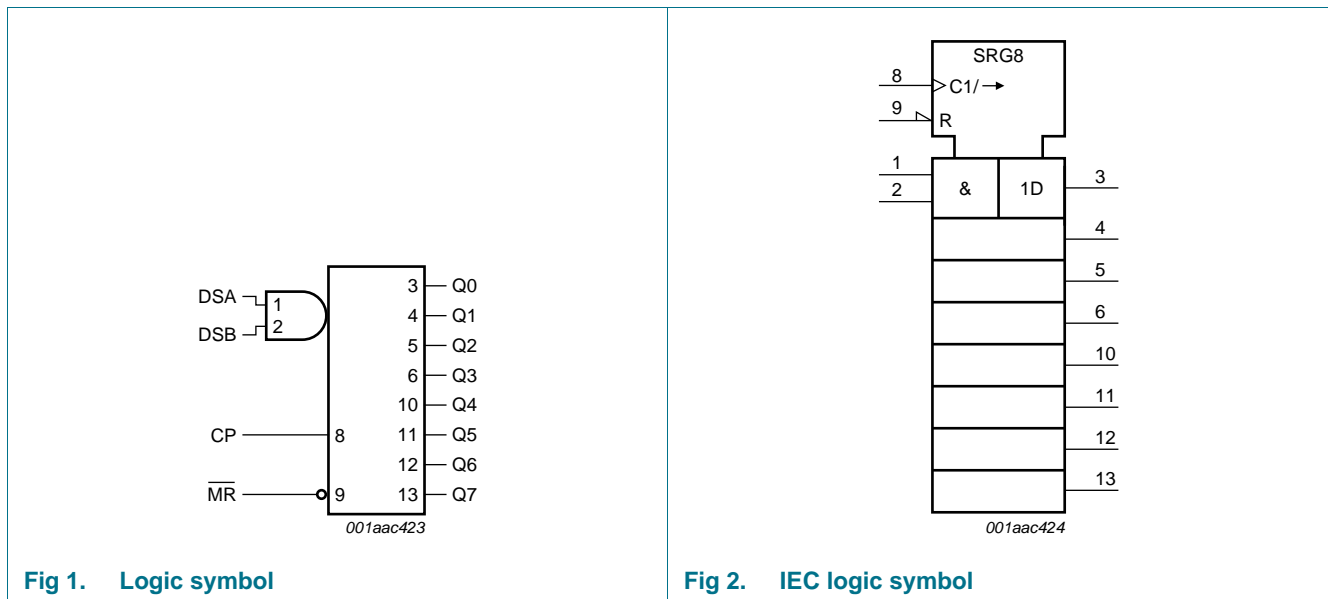 DSA
DSB
1
2
CP
8
MR
9
3 Q0
4 Q1
5 Q2
6 Q3
10 Q4
11 Q5
12 Q6
13 Q7
001aac423
Fig 1. Logic symbol
SRG8
8
C1/→
9
R
1
2
&
1D
3
4
5
6
10
11
12
13
001aac424
Fig 2. IEC logic symbol